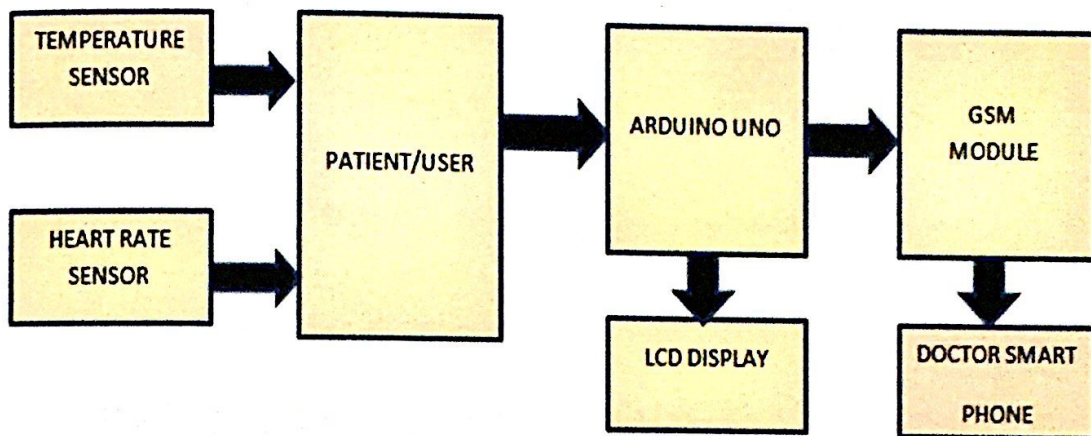 TEMPERATURE
SENSOR
HEART RATE
SENSOR
PATIENT/USER
ARDUINO UNO
GSM
MODULE
LCD DISPLAY
DOCTOR SMART
PHONE